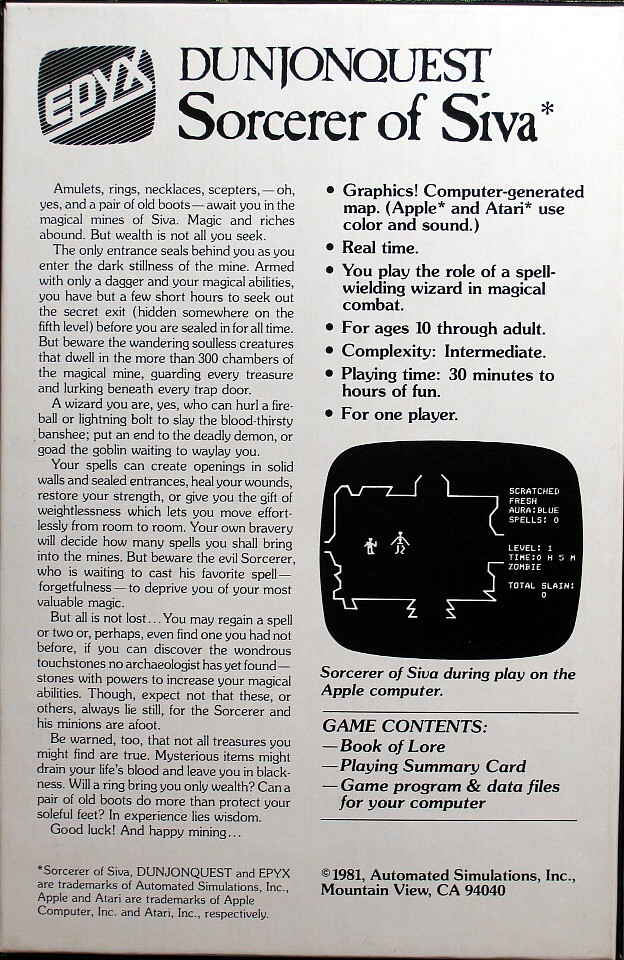 EPYX
DUNJONQUEST
Sorcerer of Siva*
Amulets, rings, necklaces, scepters, — oh,
yes, and a pair of old boots — await you in the
magical mines of Siva. Magic and riches
abound. But wealth is not all you seek.
The only entrance seals behind you as you
enter the dark stillness of the mine. Armed
with only a dagger and your magical abilities,
you have but a few short hours to seek out
the secret exit (hidden somewhere on the
fifth level) before you are sealed in for all time.
But beware the wandering soulless creatures
that dwell in the more than 300 chambers of
the magical mine, guarding every treasure
and lurking beneath every trap door.
A wizard you are, yes, who can hurl a fire-
ball or lightning bolt to slay the blood-thirsty
banshee; put an end to the deadly demon, or
goad the goblin waiting to waylay you.
Your spells can create openings in solid
walls and sealed entrances, heal your wounds,
restore your strength, or give you the gift of
weightlessness which lets you move effort-
lessly from room to room. Your own bravery
will decide how many spells you shall bring
into the mines. But beware the evil Sorcerer,
who is waiting to cast his favorite spell —
forgetfulness — to deprive you of your most
valuable magic.
But all is not lost... You may regain a spell
or two or, perhaps, even find one you had not
before, if you can discover the wondrous
touchstones no archaeologist has yet found —
stones with powers to increase your magical
abilities. Though, expect not that these, or
others, always lie still, for the Sorcerer and
his minions are afoot.
Be warned, too, that not all treasures you
might find are true. Mysterious items might
drain your life's blood and leave you in black-
ness. Will a ring bring you only wealth? Can a
pair of old boots do more than protect your
soleful feet? In experience lies wisdom.
Good luck! And happy mining...
*Sorcerer of Siva, DUNJONQUEST and EPYX
are trademarks of Automated Simulations, Inc.,
Apple and Atari are trademarks of Apple
Computer, Inc. and Atari, Inc., respectively.
• Graphics! Computer-generated
map. (Apple* and Atari* use
color and sound.)
• Real time.
• You play the role of a spell-
wielding wizard in magical
combat.
• For ages 10 through adult.
• Complexity: Intermediate.
• Playing time: 30 minutes to
hours of fun.
• For one player.
SCRATCHED
FRESH
AURA:BLUE
SPELLS: 0
LEVEL: 1
TIME:0 H 5 M
ZOMBIE
TOTAL SLAIN:
0
Sorcerer of Siva during play on the
Apple computer.
GAME CONTENTS:
— Book of Lore
— Playing Summary Card
— Game program & data files
for your computer
©1981, Automated Simulations, Inc.,
Mountain View, CA 94040